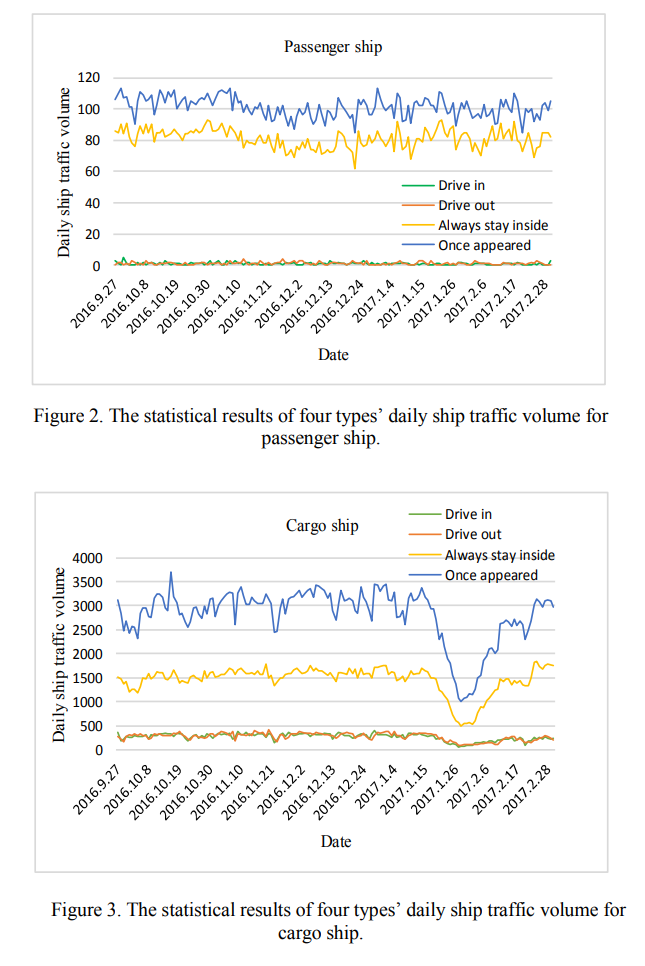 Passenger ship
120
100
80
60
40
20
0
Daily ship traffic volume
Drive in
Drive out
Always stay inside
Once appeared
2016.9.27
2016.10.8
2016.10.19
2016.10.30
2016.11.10
2016.11.21
2016.12.2
2016.12.13
2016.12.24
2017.1.4
2017.1.15
2017.1.26
2017.2.6
2017.2.17
2017.2.28
Date
Figure 2. The statistical results of four types’ daily ship traffic volume for
passenger ship.
Cargo ship
Drive in
Drive out
Always stay inside
Once appeared
4000
3500
3000
2500
2000
1500
1000
500
0
Daily ship traffic volume
2016.9.27
2016.10.8
2016.10.19
2016.10.30
2016.11.10
2016.11.21
2016.12.2
2016.12.13
2016.12.24
2017.1.4
2017.1.15
2017.1.26
2017.2.6
2017.2.17
2017.2.28
Date
Figure 3. The statistical results of four types’ daily ship traffic volume for
cargo ship.